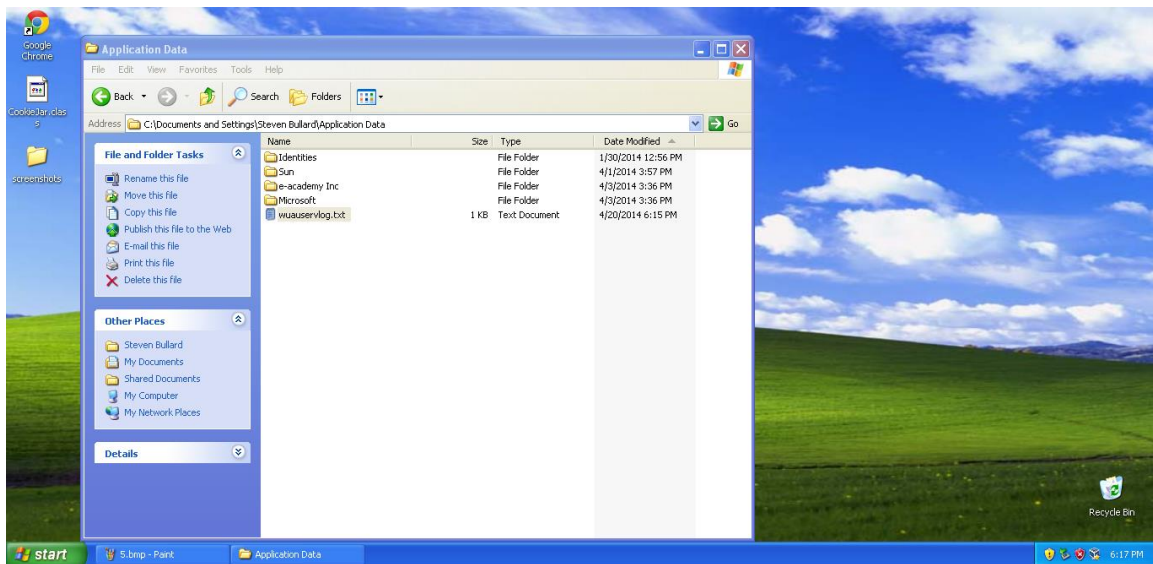 Google
Chrome
CookieJar.clas
s
screenshots
Application Data
File Edit View Favorites Tools Help
Back Search Folders
Address C:\Documents and Settings\Steven Bullard\Application Data Go
File and Folder Tasks
Rename this file
Move this file
Copy this file
Publish this file to the Web
E-mail this file
Print this file
Delete this file
Other Places
Steven Bullard
My Documents
Shared Documents
My Computer
My Network Places
Details
Name Size Type Date Modified
Identities File Folder 1/30/2014 12:56 PM
Sun File Folder 4/1/2014 3:57 PM
e-academy Inc File Folder 4/3/2014 3:36 PM
Microsoft File Folder 4/3/2014 3:36 PM
wuauservlog.txt 1 KB Text Document 4/20/2014 6:15 PM
Recycle Bin
start 5.bmp - Paint Application Data 6:17 PM